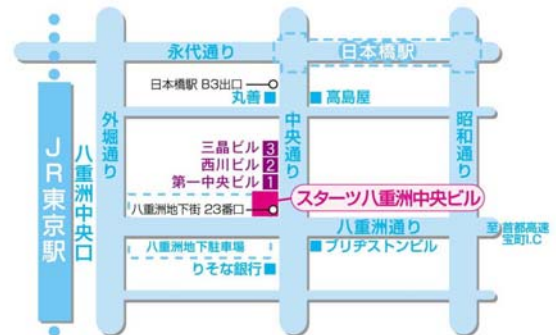 永代通り
日本橋駅
日本橋駅 B3出口
丸善
高島屋
外堀通り
中央通り
昭和通り
JR東京駅
八重洲中央口
三晶ビル 3
西川ビル 2
第一中央ビル 1
スターツ八重洲中央ビル
八重洲地下街 23番口
八重洲通り
至 首都高速
宝町I.C
八重洲地下駐車場
ブリヂストンビル
りそな銀行